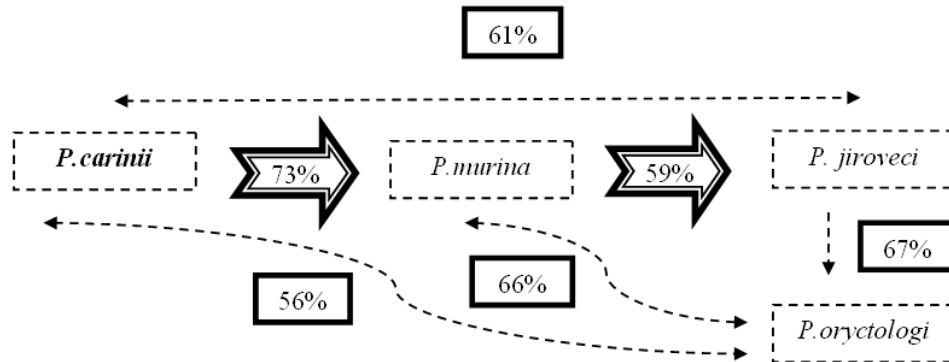 61%
P.carinii
73%
P.murina
59%
P. jiroveci
56%
66%
67%
P.oryctologi